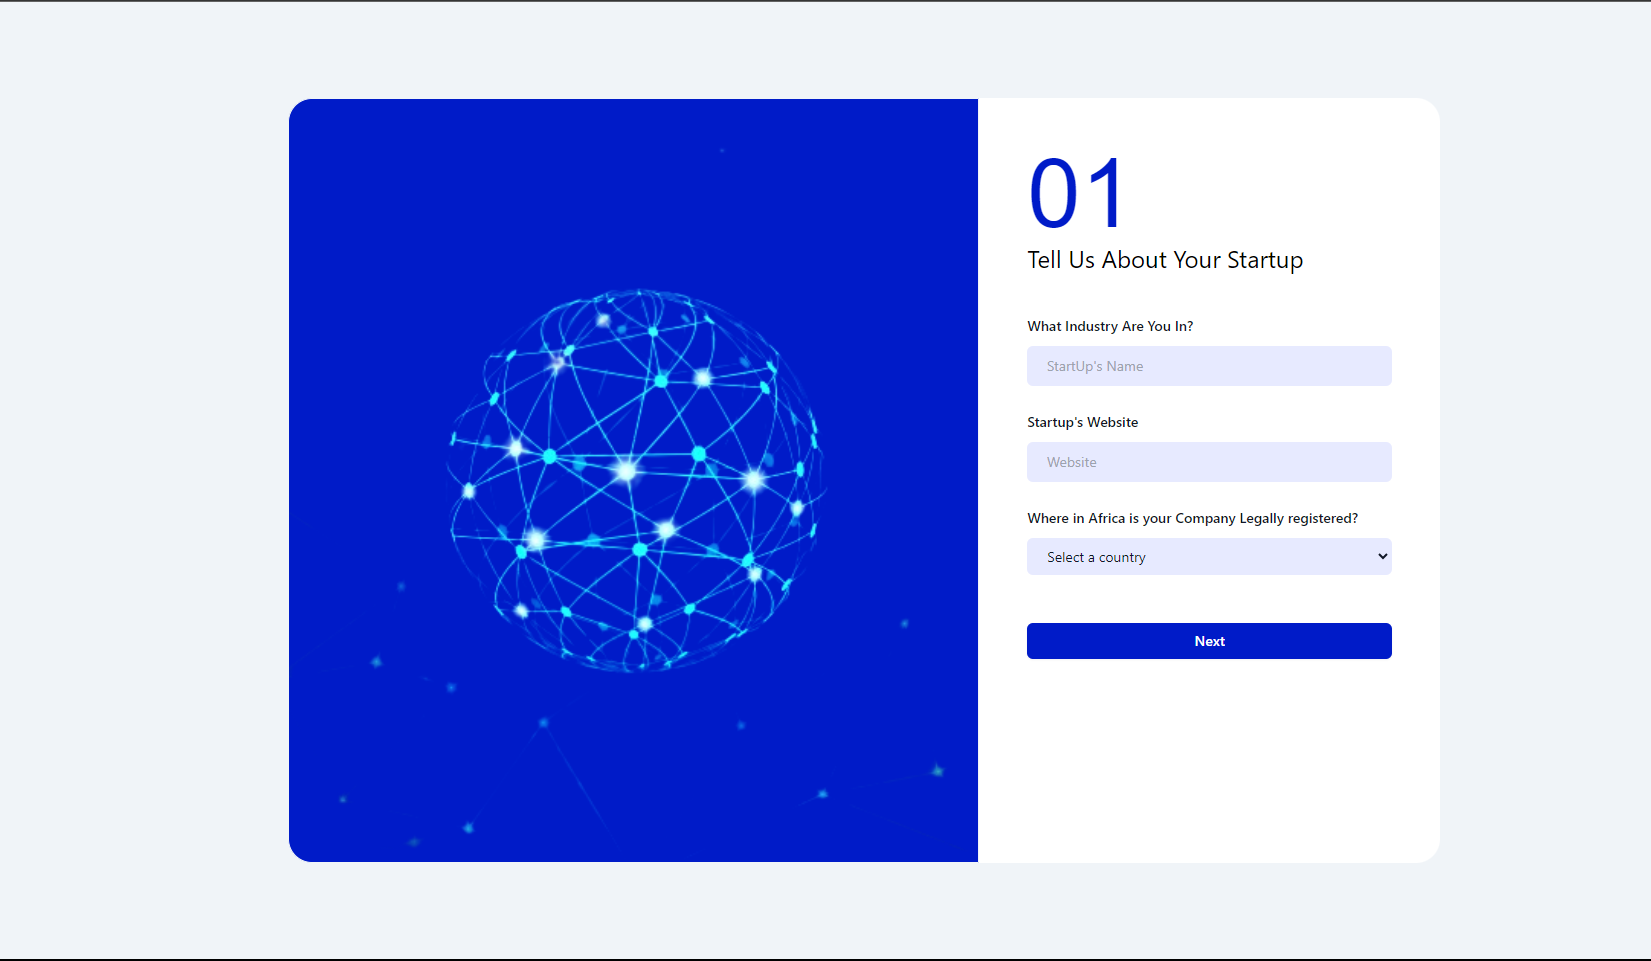 01
Tell Us About Your Startup
What Industry Are You In?
StartUp's Name
Startup's Website
Website
Where in Africa is your Company Legally registered?
Select a country
Next